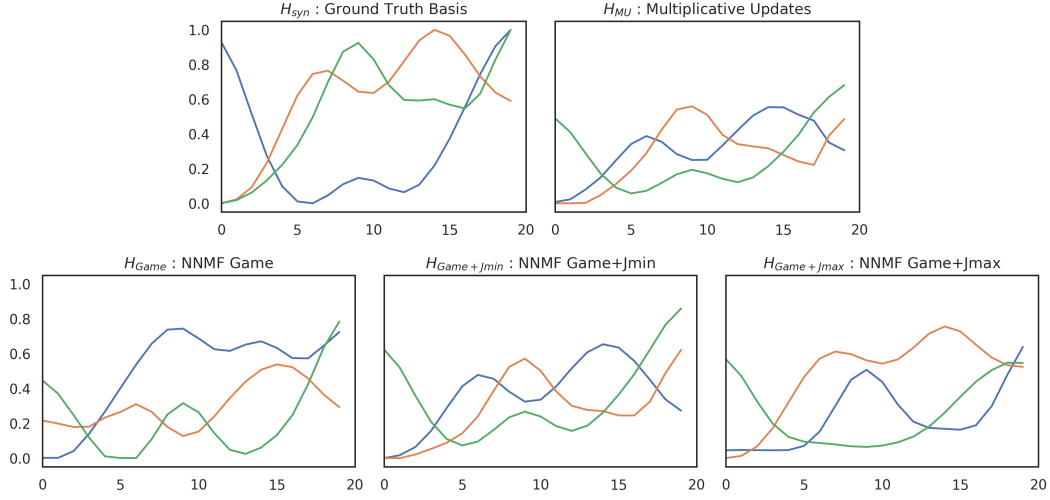 H_syn : Ground Truth Basis
H_MU : Multiplicative Updates
1.0
0.8
0.6
0.4
0.2
0.0
0 5 10 15 20
0 5 10 15 20
H_Game : NNMF Game
H_Game+Jmin : NNMF Game+Jmin
H_Game+Jmax : NNMF Game+Jmax
1.0
0.8
0.6
0.4
0.2
0.0
0 5 10 15 20
0 5 10 15 20
0 5 10 15 20